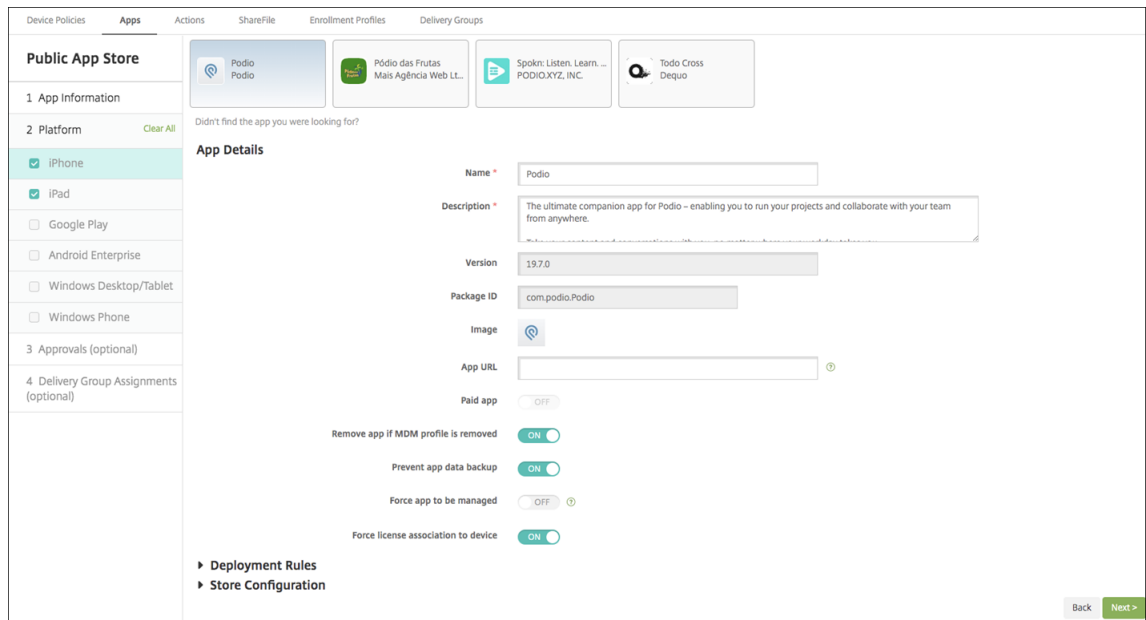 Device Policies Apps Actions ShareFile Enrollment Profiles Delivery Groups
Public App Store
1 App Information
2 Platform Clear All
iPhone
iPad
Google Play
Android Enterprise
Windows Desktop/Tablet
Windows Phone
3 Approvals (optional)
4 Delivery Group Assignments
(optional)
Podio
Podio
Pódio das Frutas
Mais Agência Web Lt...
Spokn: Listen. Learn. ...
PODIO.XYZ, INC.
Todo Cross
Dequo
Didn't find the app you were looking for?
App Details
Name * Podio
Description * The ultimate companion app for Podio – enabling you to run your projects and collaborate with your team
from anywhere.
Version 19.7.0
Package ID com.podio.Podio
Image
App URL
Paid app OFF
Remove app if MDM profile is removed ON
Prevent app data backup ON
Force app to be managed OFF
Force license association to device ON
Deployment Rules
Store Configuration
Back Next >